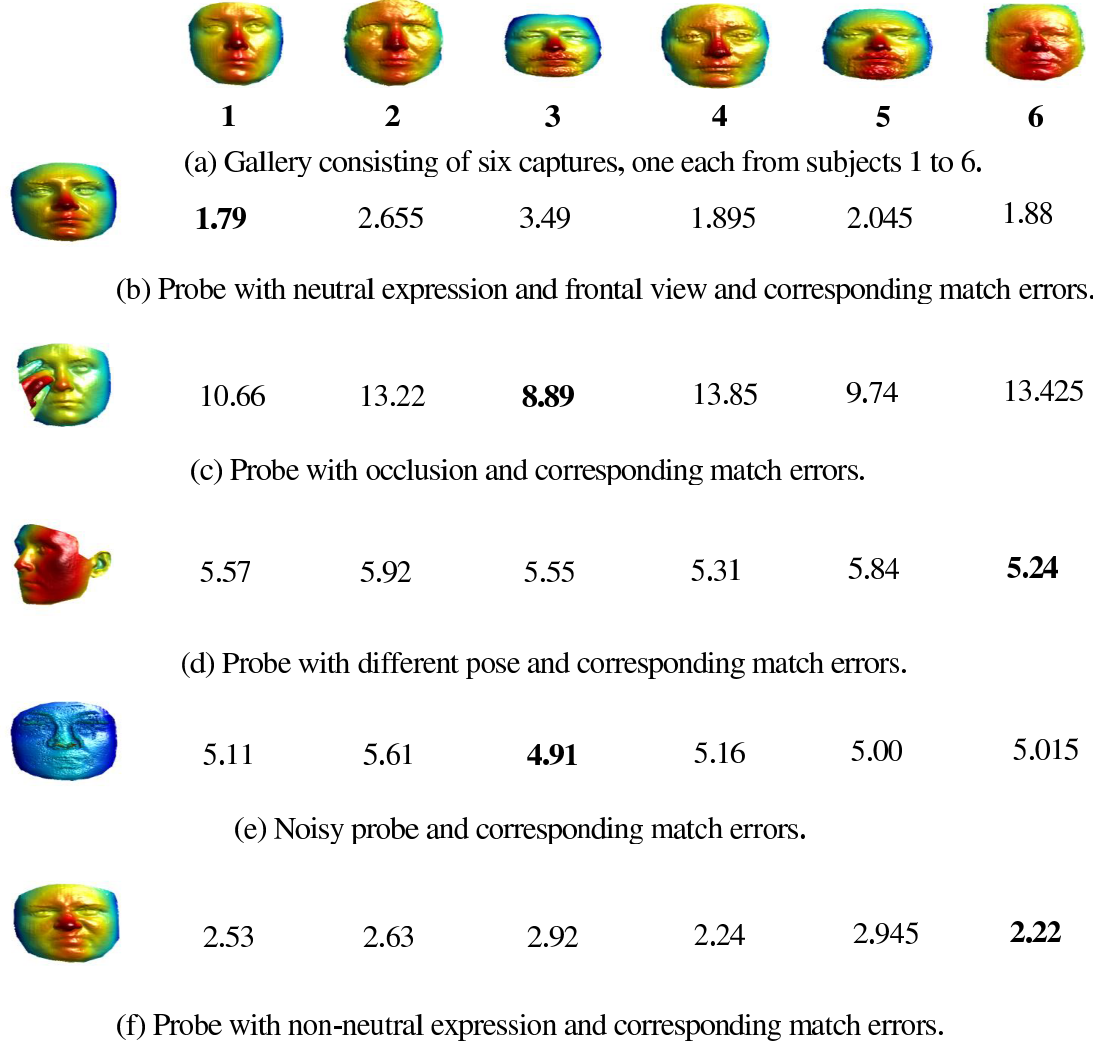 1 2 3 4 5 6
(a) Gallery consisting of six captures, one each from subjects 1 to 6.
1.79 2.655 3.49 1.895 2.045 1.88
(b) Probe with neutral expression and frontal view and corresponding match errors.
10.66 13.22 8.89 13.85 9.74 13.425
(c) Probe with occlusion and corresponding match errors.
5.57 5.92 5.55 5.31 5.84 5.24
(d) Probe with different pose and corresponding match errors.
5.11 5.61 4.91 5.16 5.00 5.015
(e) Noisy probe and corresponding match errors.
2.53 2.63 2.92 2.24 2.945 2.22
(f) Probe with non-neutral expression and corresponding match errors.